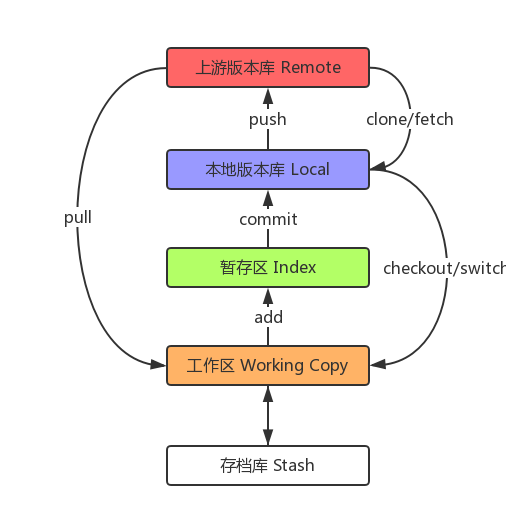 上游版本库 Remote
push
clone/fetch
本地版本库 Local
pull
commit
暂存区 Index
checkout/switch
add
工作区 Working Copy
存档库 Stash